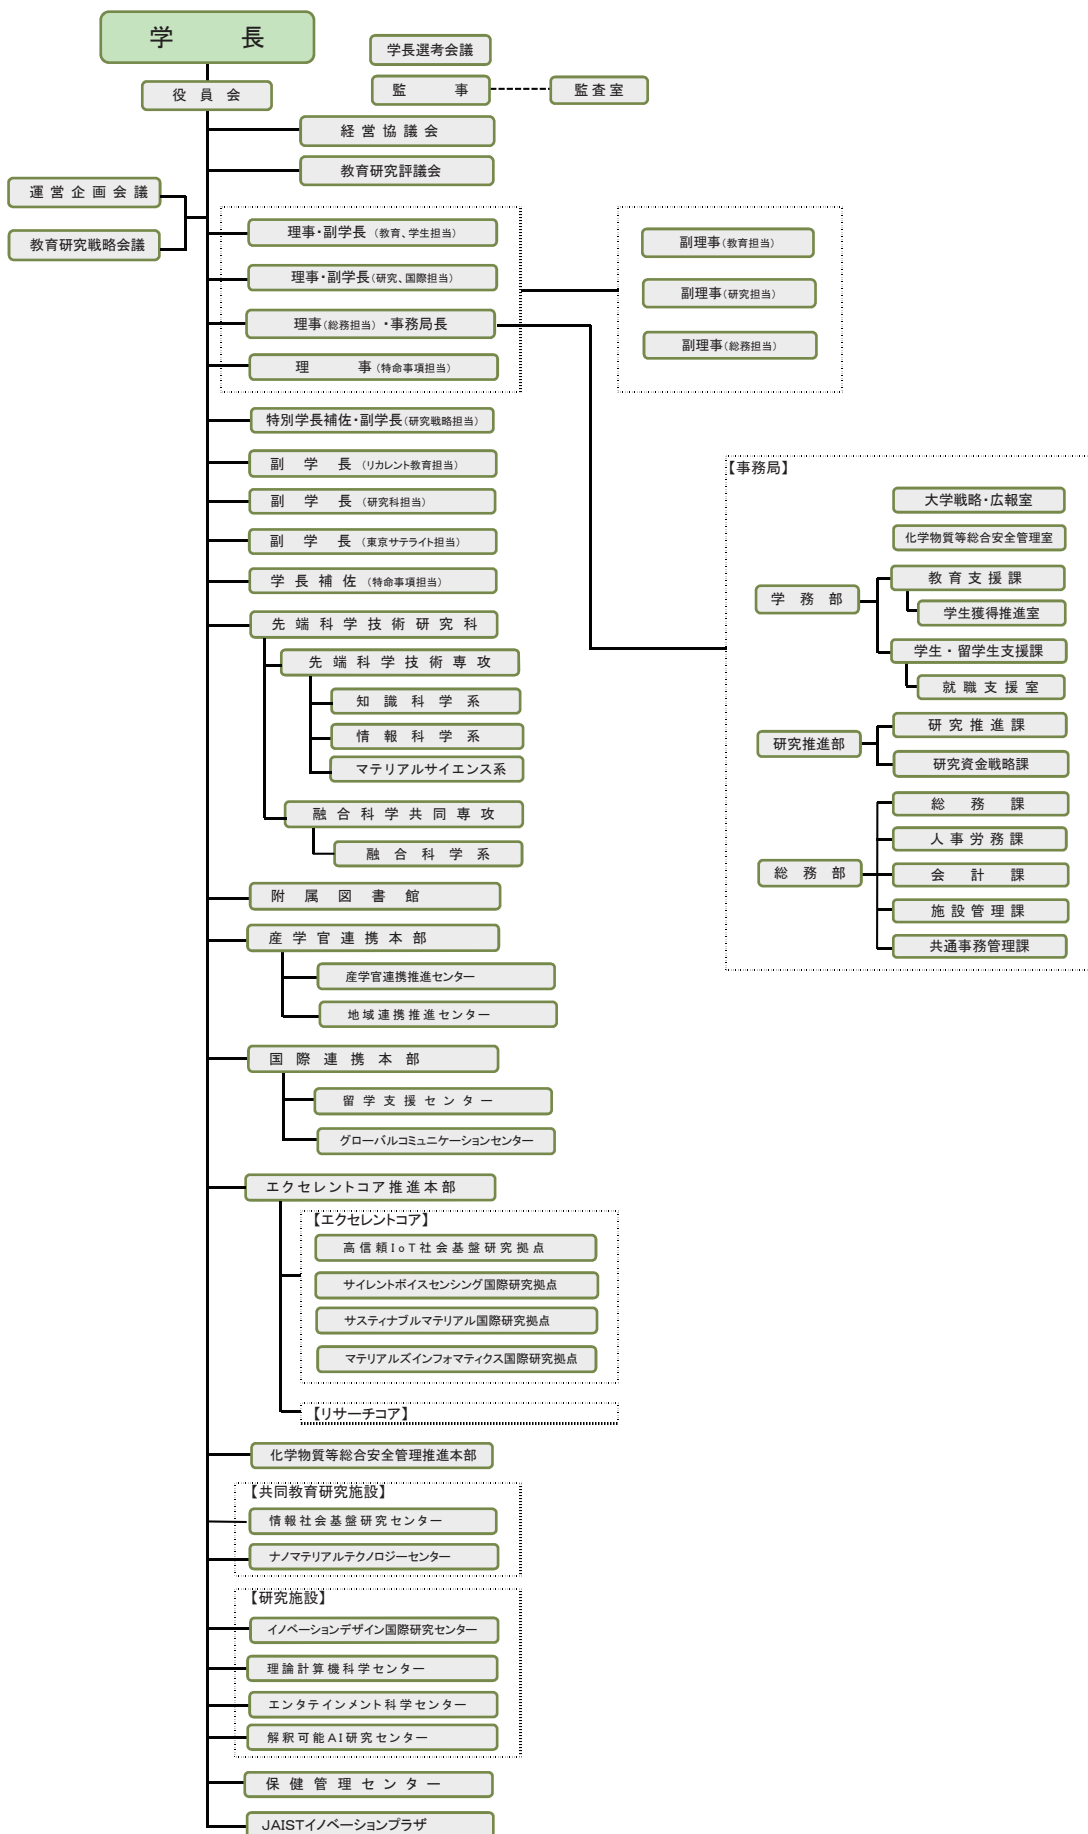 学長
学長選考会議
役員会
監事
監査室
経営協議会
教育研究評議会
運営企画会議
教育研究戦略会議
理事・副学長（教育、学生担当）
理事・副学長（研究、国際担当）
理事（総務担当）・事務局長
理事（特命事項担当）
副理事（教育担当）
副理事（研究担当）
副理事（総務担当）
特別学長補佐・副学長（研究戦略担当）
副学長（リカレント教育担当）
副学長（研究科担当）
副学長（東京サテライト担当）
学長補佐（特命事項担当）
先端科学技術研究科
先端科学技術専攻
知識科学系
情報科学系
マテリアルサイエンス系
融合科学共同専攻
融合科学系
【事務局】
大学戦略・広報室
化学物質等総合安全管理室
学務部
教育支援課
学生獲得推進室
学生・留学生支援課
就職支援室
研究推進部
研究推進課
研究資金戦略課
総務部
総務課
人事労務課
会計課
施設管理課
共通事務管理課
附属図書館
産学官連携本部
産学官連携推進センター
地域連携推進センター
国際連携本部
留学支援センター
グローバルコミュニケーションセンター
エクセレントコア推進本部
【エクセレントコア】
高信頼IoT社会基盤研究拠点
サイレントボイスセンシング国際研究拠点
サスティナブルマテリアル国際研究拠点
マテリアルズインフォマティクス国際研究拠点
【リサーチコア】
化学物質等総合安全管理推進本部
【共同教育研究施設】
情報社会基盤研究センター
ナノマテリアルテクノロジーセンター
【研究施設】
イノベーションデザイン国際研究センター
理論計算機科学センター
エンタテインメント科学センター
解釈可能AI研究センター
保健管理センター
JAISTイノベーションプラザ